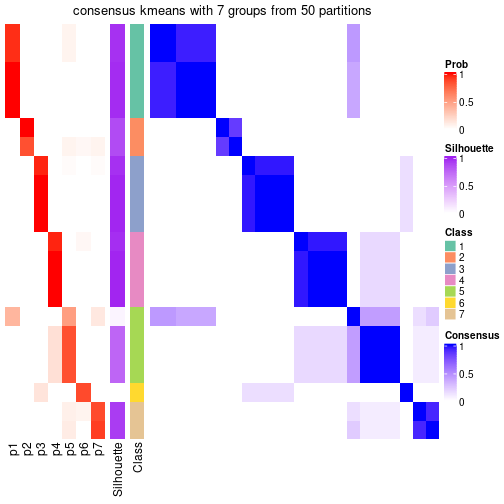 consensus kmeans with 7 groups from 50 partitions
Prob
1
0.5
0
Silhouette
1
0.5
0
Class
1
2
3
4
5
6
7
Consensus
1
0.5
0
p1
p2
p3
p4
p5
p6
p7
Silhouette
Class